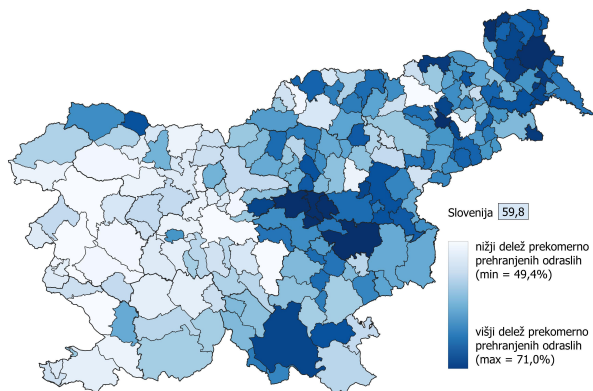 Slovenija 59,8
nižji delež prekomerno
prehranjenih odraslih
(min = 49,4%)
višji delež prekomerno
prehranjenih odraslih
(max = 71,0%)